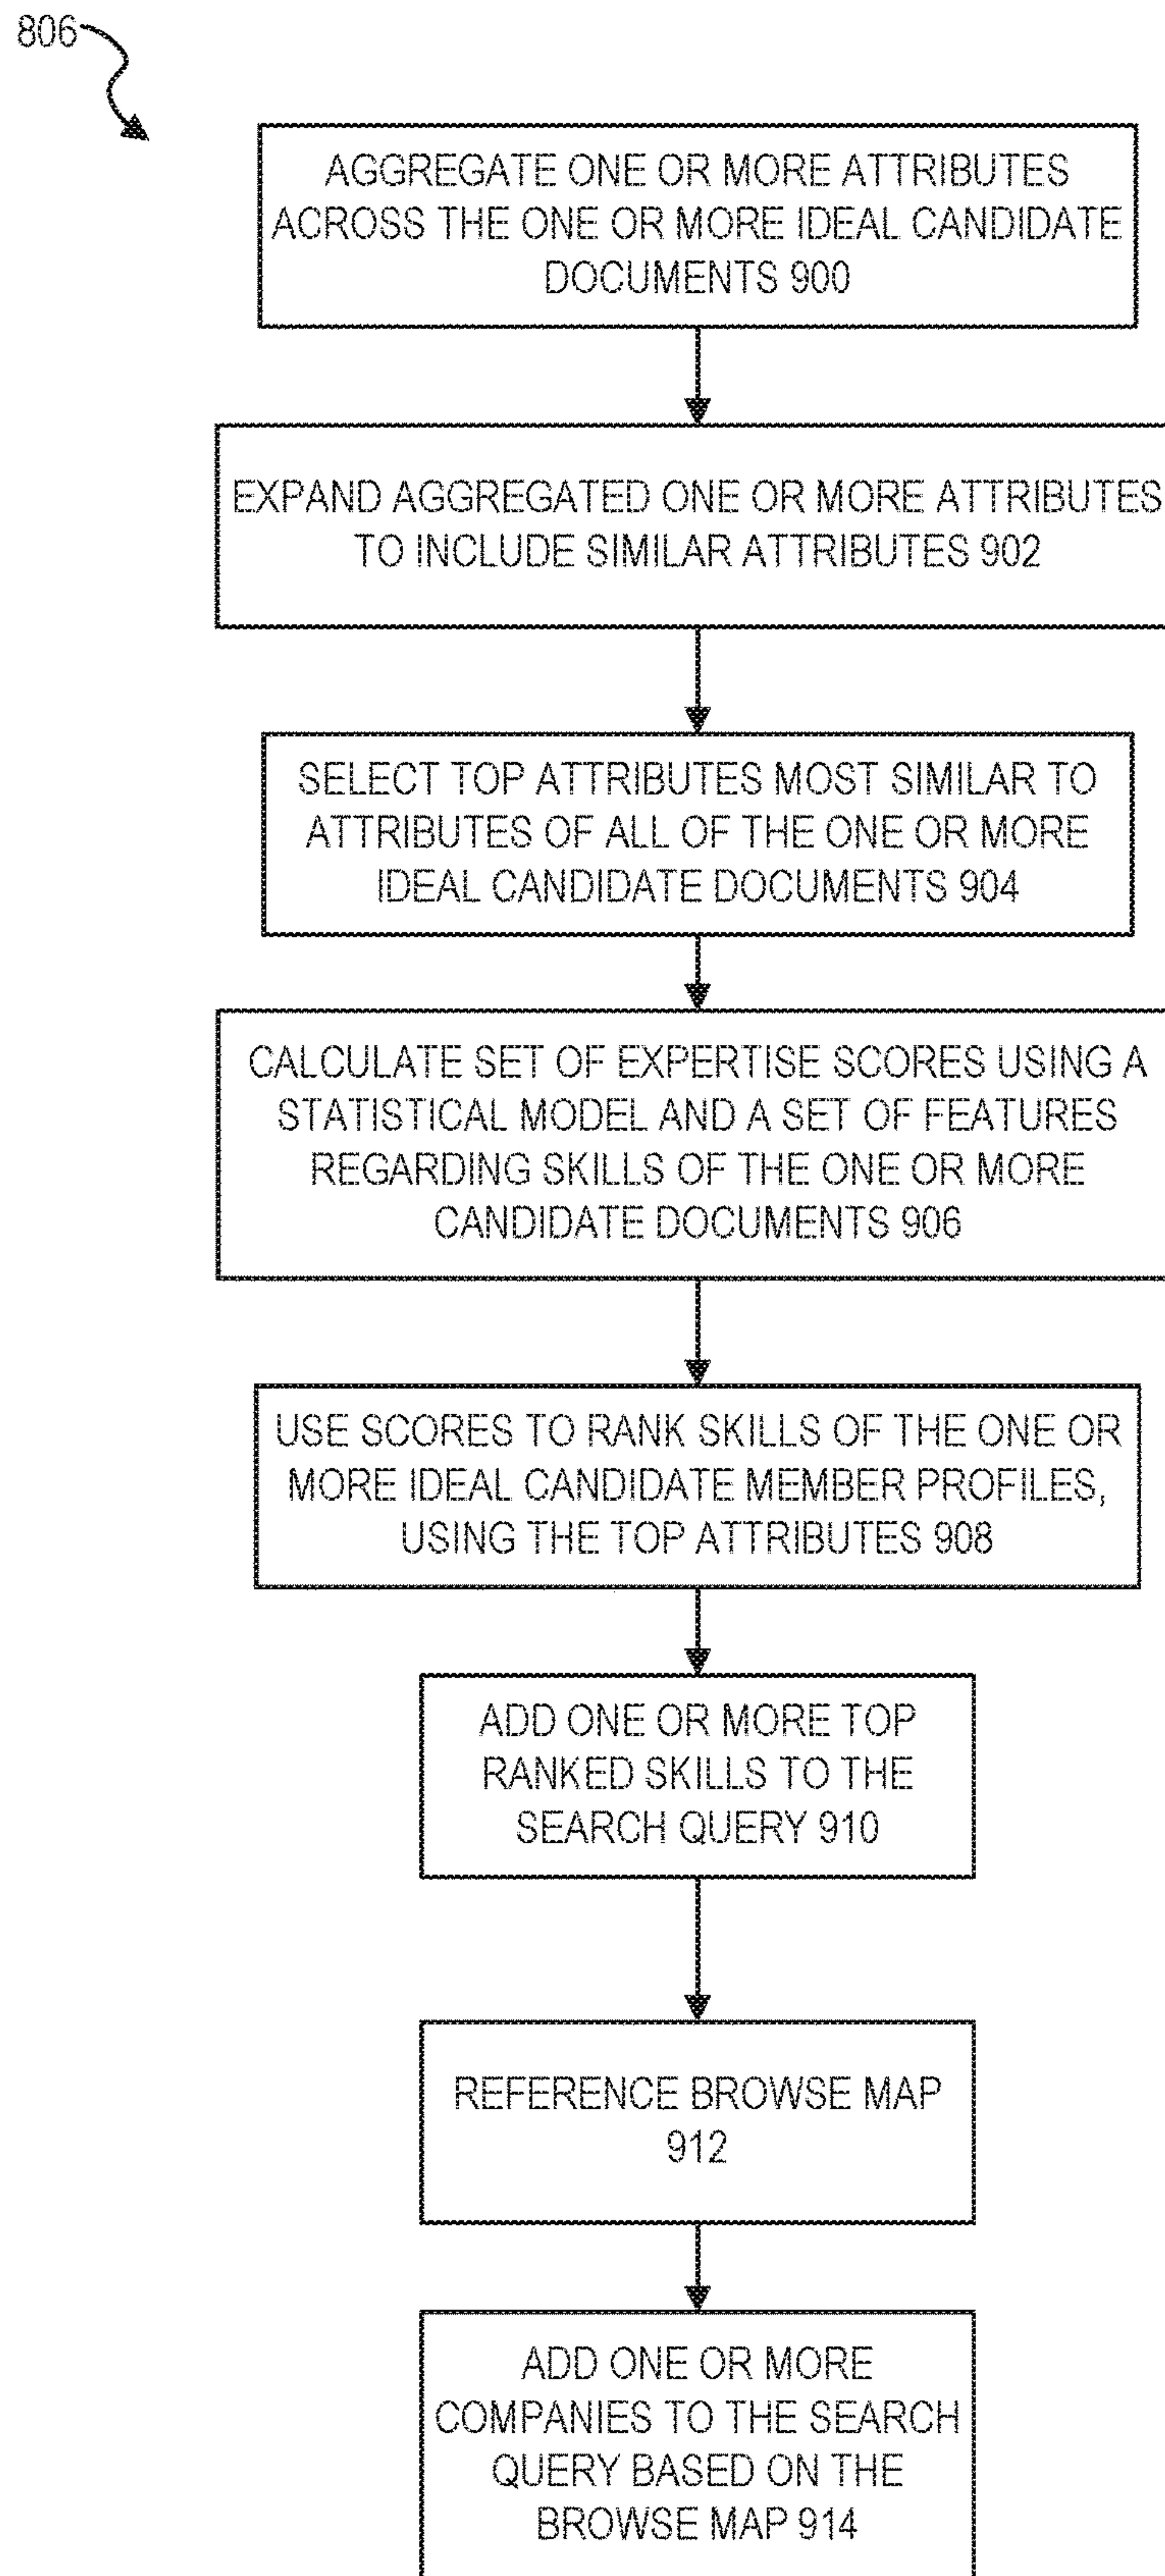 806
AGGREGATE ONE OR MORE ATTRIBUTES
ACROSS THE ONE OR MORE IDEAL CANDIDATE
DOCUMENTS 900
EXPAND AGGREGATED ONE OR MORE ATTRIBUTES
TO INCLUDE SIMILAR ATTRIBUTES 902
SELECT TOP ATTRIBUTES MOST SIMILAR TO
ATTRIBUTES OF ALL OF THE ONE OR MORE
IDEAL CANDIDATE DOCUMENTS 904
CALCULATE SET OF EXPERTISE SCORES USING A
STATISTICAL MODEL AND A SET OF FEATURES
REGARDING SKILLS OF THE ONE OR MORE
CANDIDATE DOCUMENTS 906
USE SCORES TO RANK SKILLS OF THE ONE OR
MORE IDEAL CANDIDATE MEMBER PROFILES,
USING THE TOP ATTRIBUTES 908
ADD ONE OR MORE TOP
RANKED SKILLS TO THE
SEARCH QUERY 910
REFERENCE BROWSE MAP
912
ADD ONE OR MORE
COMPANIES TO THE SEARCH
QUERY BASED ON THE
BROWSE MAP 914